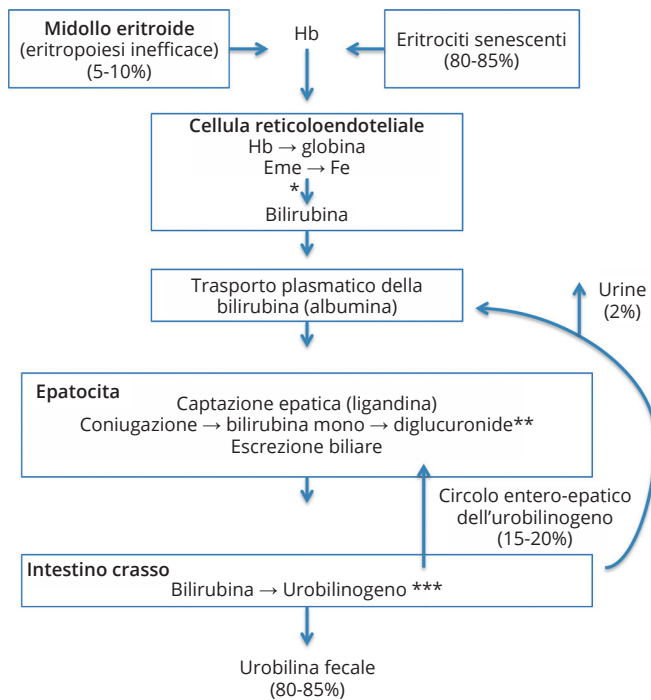 Midollo eritroide
(eritropoiesi inefficace)
(5-10%)
Hb
Eritrociti senescenti
(80-85%)
Cellula reticoloendoteliale
Hb → globina
Eme → Fe
*
Bilirubina
Trasporto plasmatico della
bilirubina (albumina)
Urine
(2%)
Epatocita
Captazione epatica (ligandina)
Coniugazione → bilirubina mono → diglucuronide**
Escrezione biliare
Circolo entero-epatico
dell’urobilinogeno
(15-20%)
Intestino crasso
Bilirubina → Urobilinogeno ***
Urobilina fecale
(80-85%)